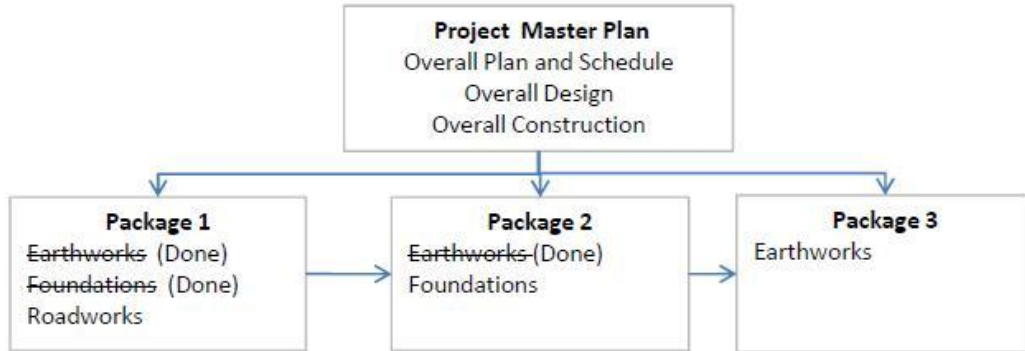 Project Master Plan
Overall Plan and Schedule
Overall Design
Overall Construction
Package 1
Earthworks (Done)
Foundations (Done)
Roadworks
Package 2
Earthworks (Done)
Foundations
Package 3
Earthworks